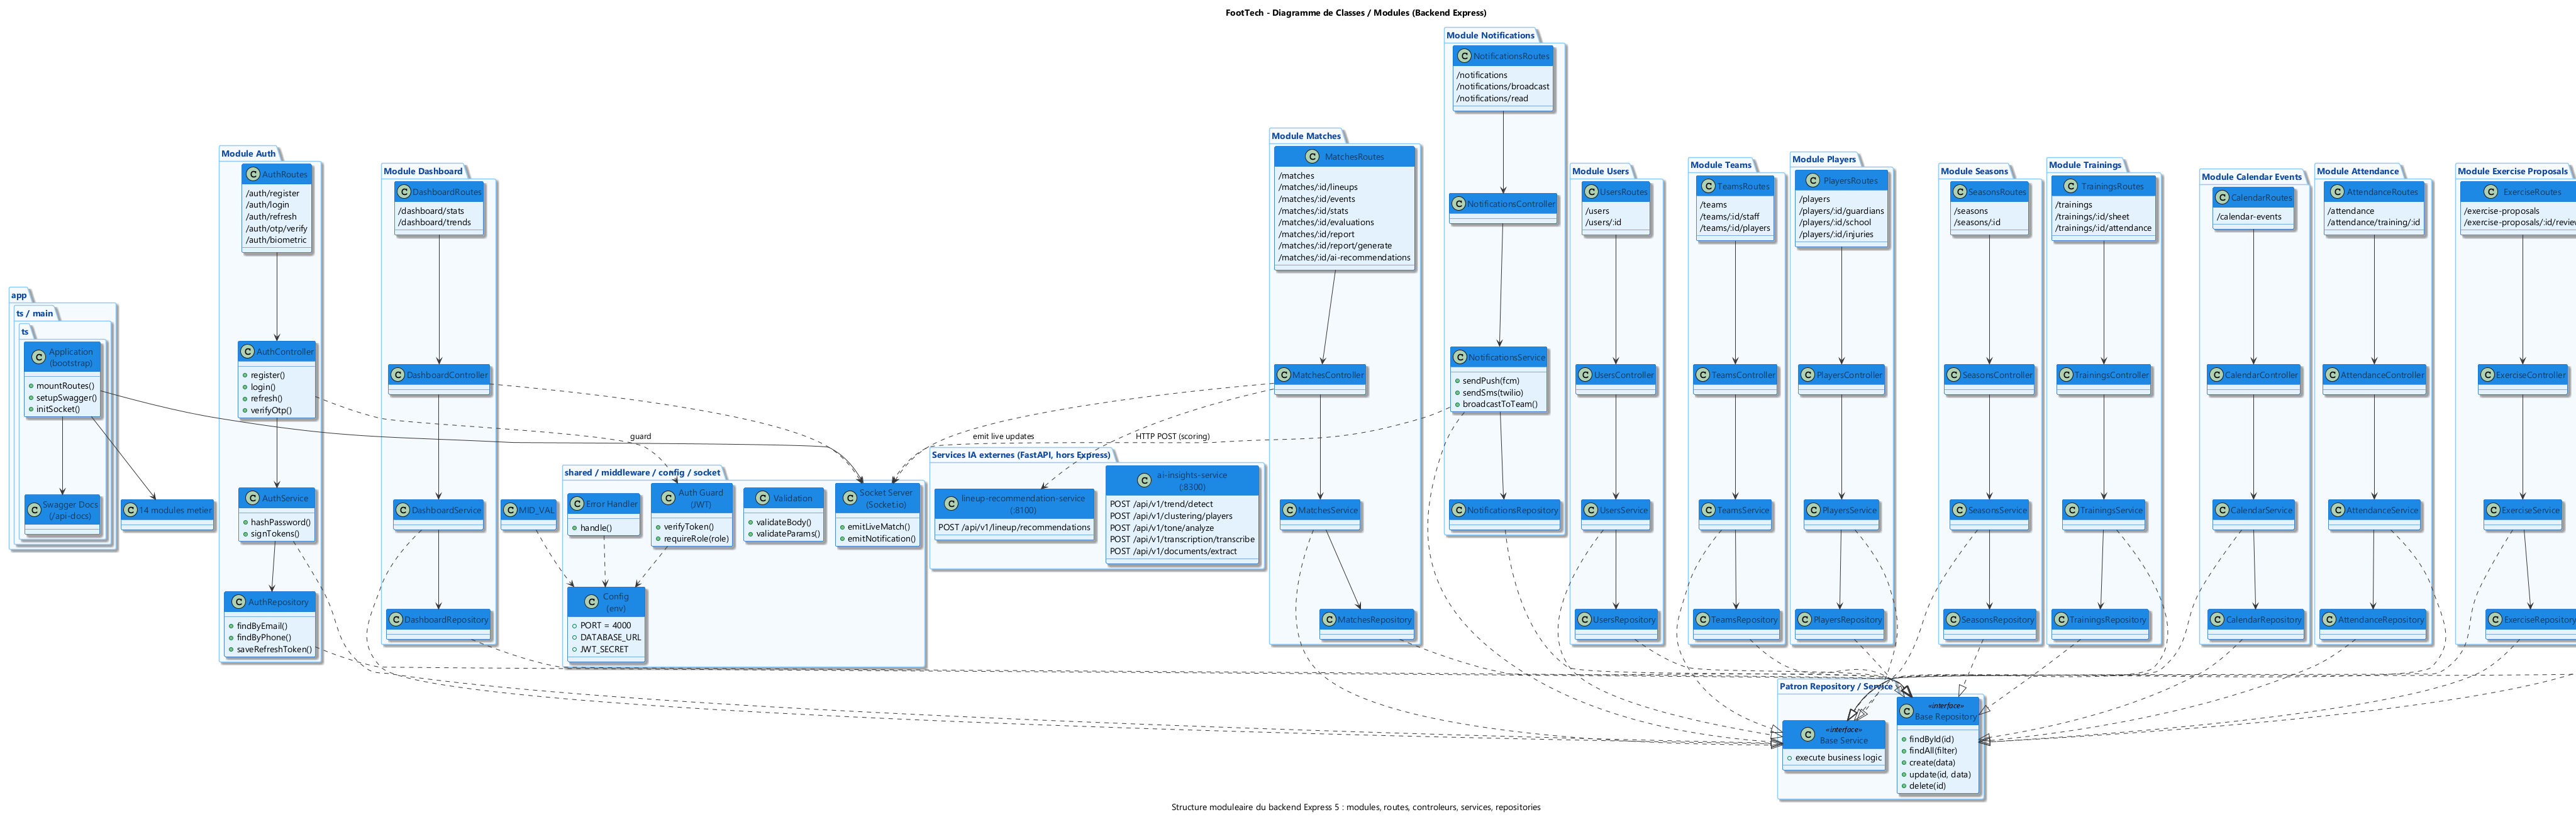 FootTech - Diagramme de Classes / Modules (Backend Express)
Module Notifications
NotificationsRoutes
/notifications
/notifications/broadcast
/notifications/read
NotificationsController
NotificationsService
sendPush(fcm)
sendSms(twilio)
broadcastToTeam()
NotificationsRepository
Module Matches
MatchesRoutes
/matches
/matches/:id/lineups
/matches/:id/events
/matches/:id/stats
/matches/:id/evaluations
/matches/:id/report
/matches/:id/report/generate
/matches/:id/ai-recommendations
MatchesController
MatchesService
MatchesRepository
Module Auth
AuthRoutes
/auth/register
/auth/login
/auth/refresh
/auth/otp/verify
/auth/biometric
AuthController
register()
login()
refresh()
verifyOtp()
AuthService
hashPassword()
signTokens()
AuthRepository
findByEmail()
findByPhone()
saveRefreshToken()
Module Dashboard
DashboardRoutes
/dashboard/stats
/dashboard/trends
DashboardController
DashboardService
DashboardRepository
app
ts / main
ts
Application
(bootstrap)
mountRoutes()
setupSwagger()
initSocket()
Swagger Docs
(/api-docs)
14 modules metier
MID_VAL
guard
emit live updates
HTTP POST (scoring)
shared / middleware / config / socket
Error Handler
handle()
Auth Guard
(JWT)
verifyToken()
requireRole(role)
Validation
validateBody()
validateParams()
Socket Server
(Socket.io)
emitLiveMatch()
emitNotification()
Config
(env)
PORT = 4000
DATABASE_URL
JWT_SECRET
Services IA externes (FastAPI, hors Express)
lineup-recommendation-service
(:8100)
POST /api/v1/lineup/recommendations
ai-insights-service
(:8300)
POST /api/v1/trend/detect
POST /api/v1/clustering/players
POST /api/v1/tone/analyze
POST /api/v1/transcription/transcribe
POST /api/v1/documents/extract
Module Users
UsersRoutes
/users
/users/:id
UsersController
UsersService
UsersRepository
Module Teams
TeamsRoutes
/teams
/teams/:id/staff
/teams/:id/players
TeamsController
TeamsService
TeamsRepository
Module Players
PlayersRoutes
/players
/players/:id/guardians
/players/:id/school
/players/:id/injuries
PlayersController
PlayersService
PlayersRepository
Module Seasons
SeasonsRoutes
/seasons
/seasons/:id
SeasonsController
SeasonsService
SeasonsRepository
Module Trainings
TrainingsRoutes
/trainings
/trainings/:id/sheet
/trainings/:id/attendance
TrainingsController
TrainingsService
TrainingsRepository
Module Calendar Events
CalendarRoutes
/calendar-events
CalendarController
CalendarService
CalendarRepository
Module Attendance
AttendanceRoutes
/attendance
/attendance/training/:id
AttendanceController
AttendanceService
AttendanceRepository
Module Exercise Proposals
ExerciseRoutes
/exercise-proposals
/exercise-proposals/:id/review
ExerciseController
ExerciseService
ExerciseRepository
Patron Repository / Service
«interface»
Base Service
execute business logic
«interface»
Base Repository
findById(id)
findAll(filter)
create(data)
update(id, data)
delete(id)
Structure moduleaire du backend Express 5 : modules, routes, controleurs, services, repositories